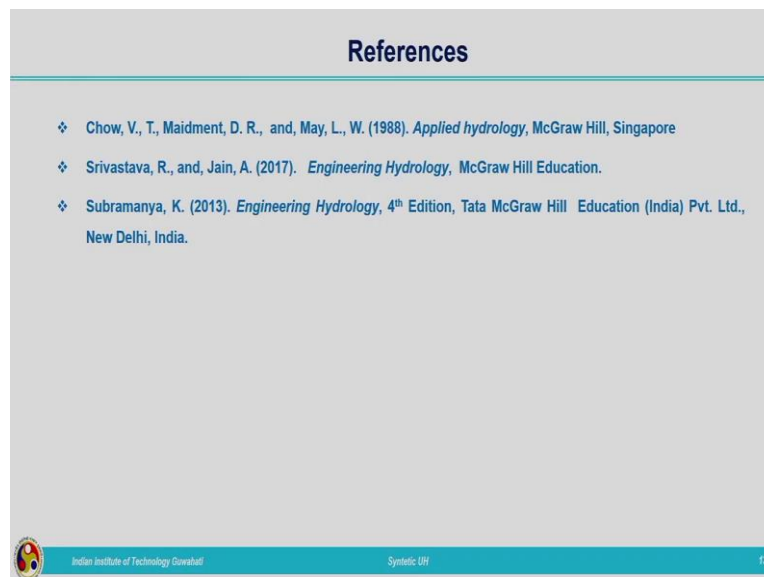 References
❖ Chow, V., T., Maidment, D. R., and, May, L., W. (1988). Applied hydrology, McGraw Hill, Singapore
❖ Srivastava, R., and, Jain, A. (2017). Engineering Hydrology, McGraw Hill Education.
❖ Subramanya, K. (2013). Engineering Hydrology, 4th Edition, Tata McGraw Hill Education (India) Pvt. Ltd.,
New Delhi, India.
Indian Institute of Technology Guwahati
Syntetic UH